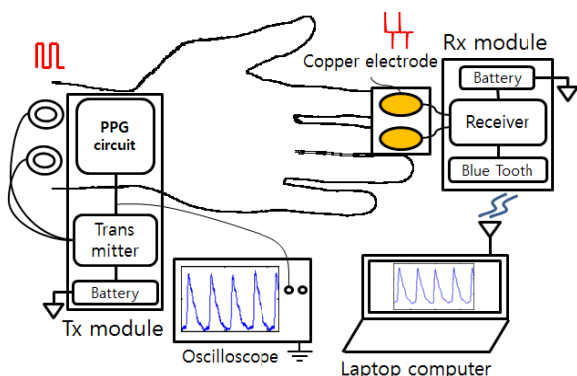 Rx module
Copper electrode
Battery
Receiver
Blue Tooth
PPG
circuit
Trans
mitter
Battery
Tx module
Oscilloscope
Laptop computer